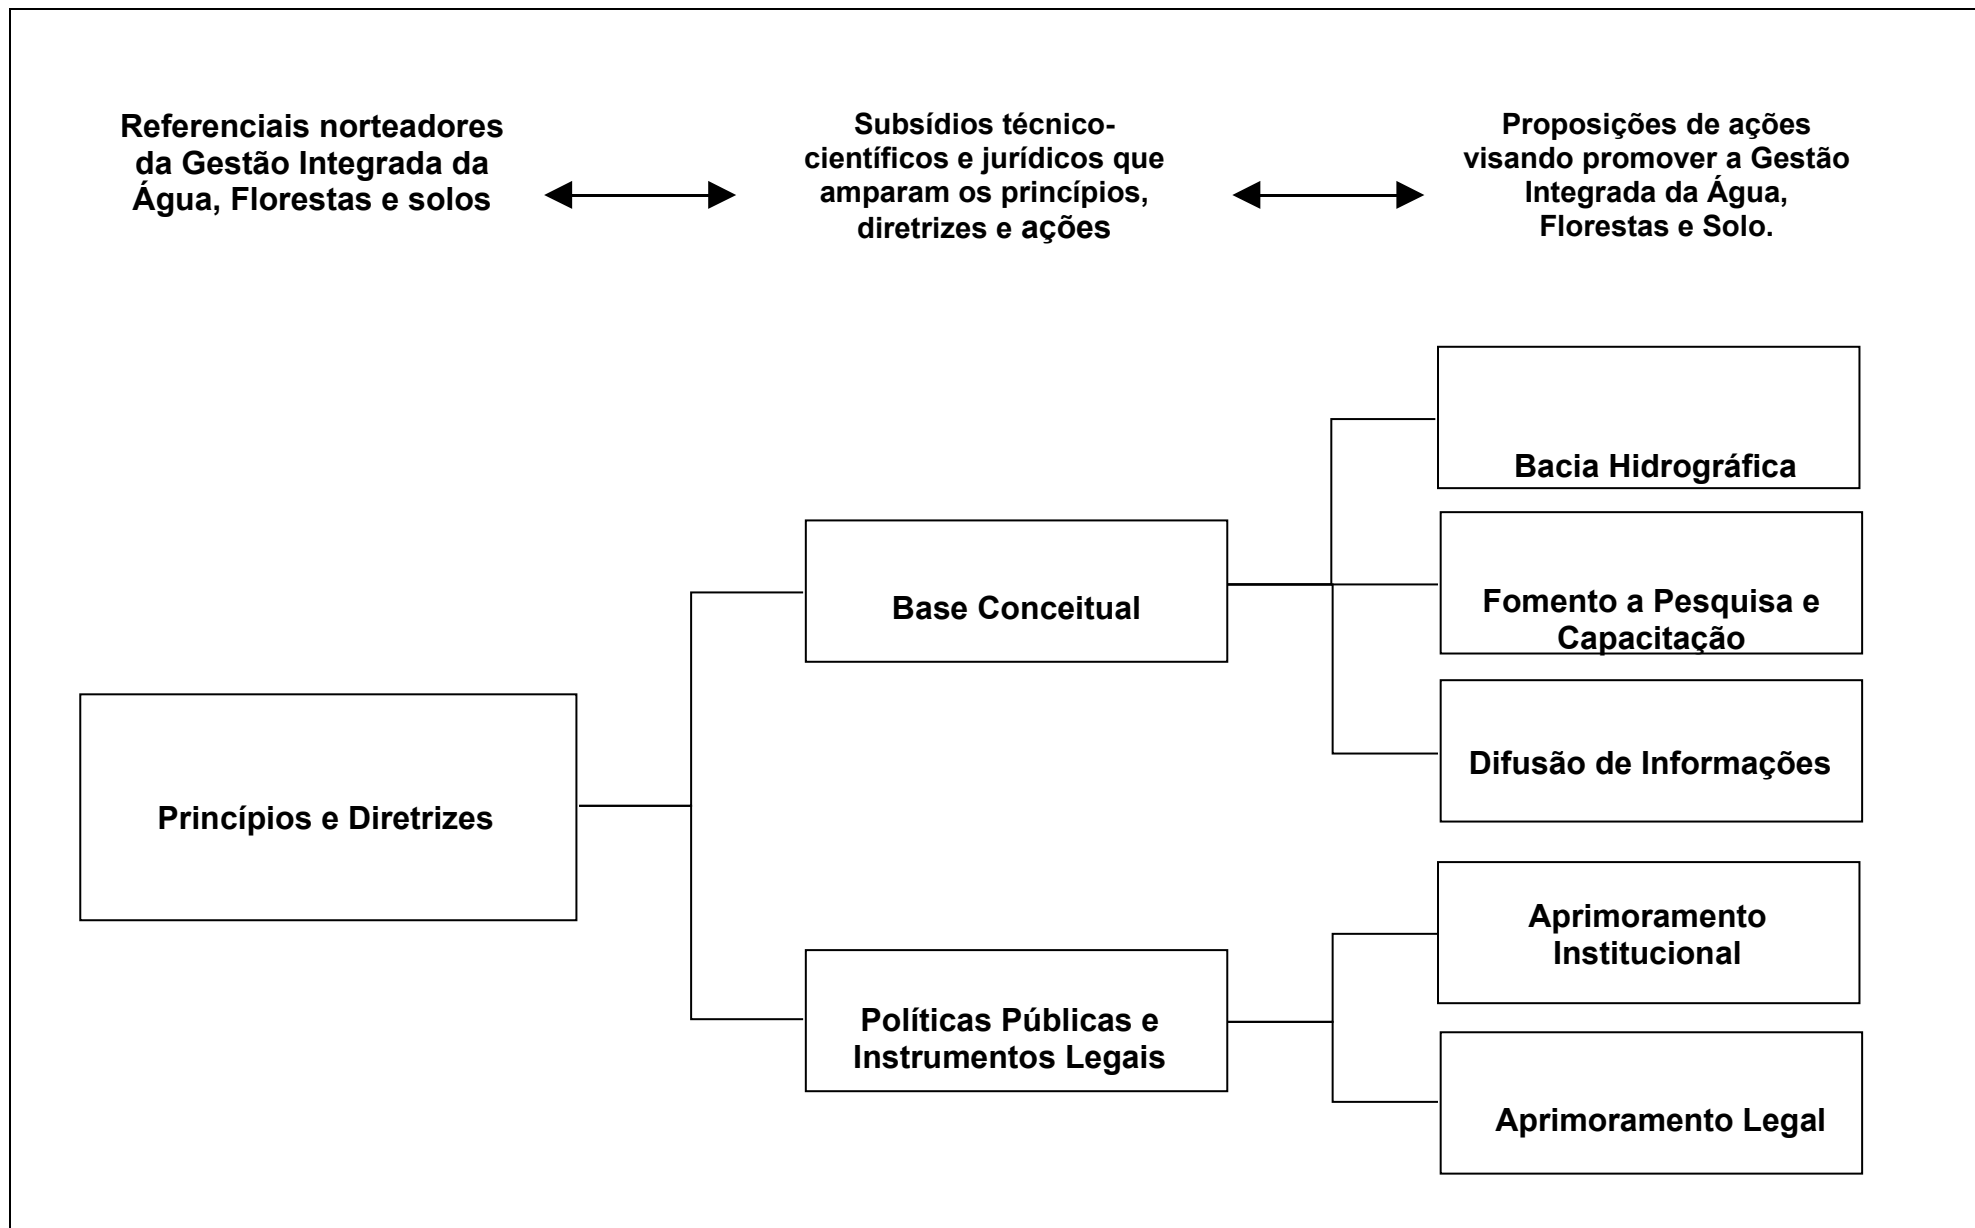 Referenciais norteadores
da Gestão Integrada da
Água, Florestas e solos
Subsídios técnico-
científicos e jurídicos que
amparam os princípios,
diretrizes e ações
Proposições de ações
visando promover a Gestão
Integrada da Água,
Florestas e Solo.
Bacia Hidrográfica
Base Conceitual
Fomento a Pesquisa e
Capacitação
Difusão de Informações
Princípios e Diretrizes
Aprimoramento
Institucional
Políticas Públicas e
Instrumentos Legais
Aprimoramento Legal